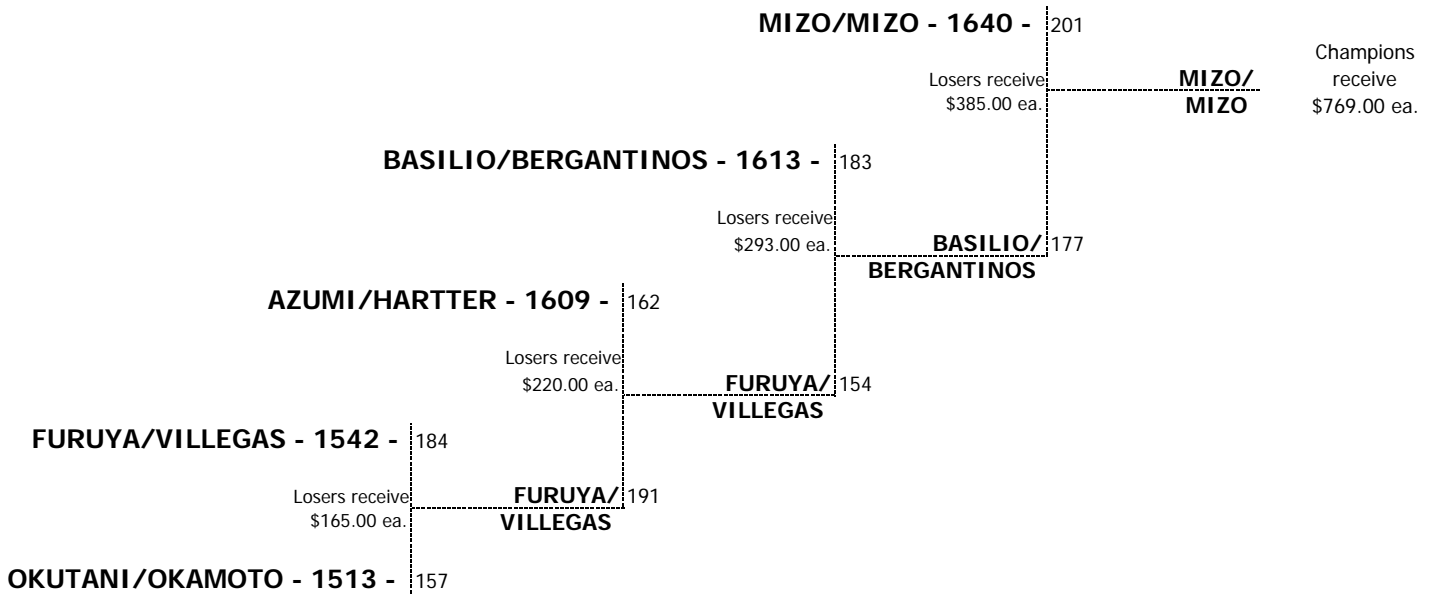 MIZO/MIZO - 1640 - 201
Champions
receive
$769.00 ea.
Losers receive
$385.00 ea.
MIZO/
MIZO
BASILIO/BERGANTINOS - 1613 - 183
Losers receive
$293.00 ea.
BASILIO/ 177
BERGANTINOS
AZUMI/HARTTER - 1609 - 162
Losers receive
$220.00 ea.
FURUYA/ 154
VILLEGAS
FURUYA/VILLEGAS - 1542 - 184
Losers receive
$165.00 ea.
FURUYA/ 191
VILLEGAS
OKUTANI/OKAMOTO - 1513 - 157